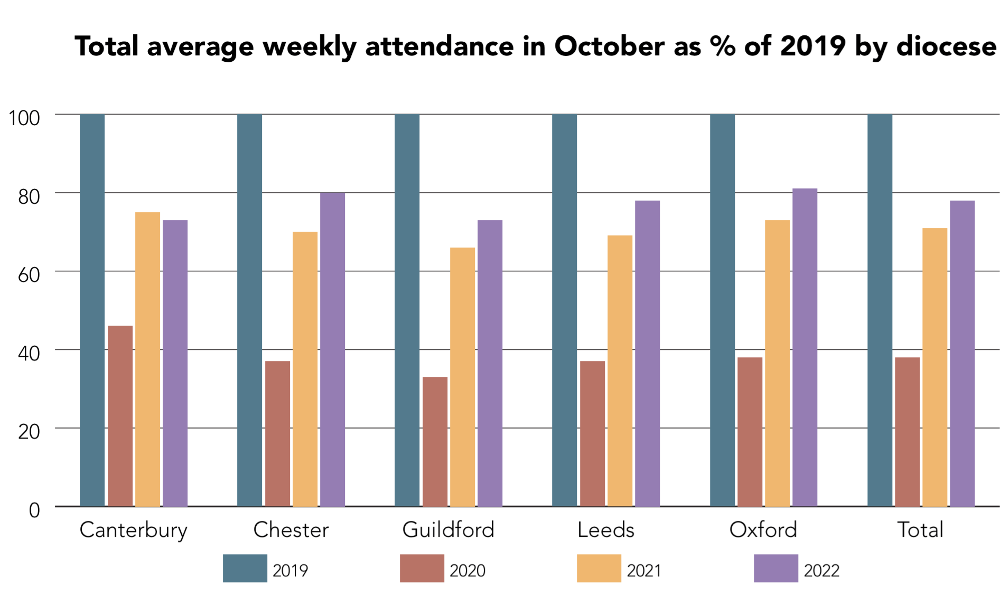 Total average weekly attendance in October as % of 2019 by diocese
100
80
60
40
20
0
Canterbury Chester Guildford Leeds Oxford Total
2019 2020 2021 2022